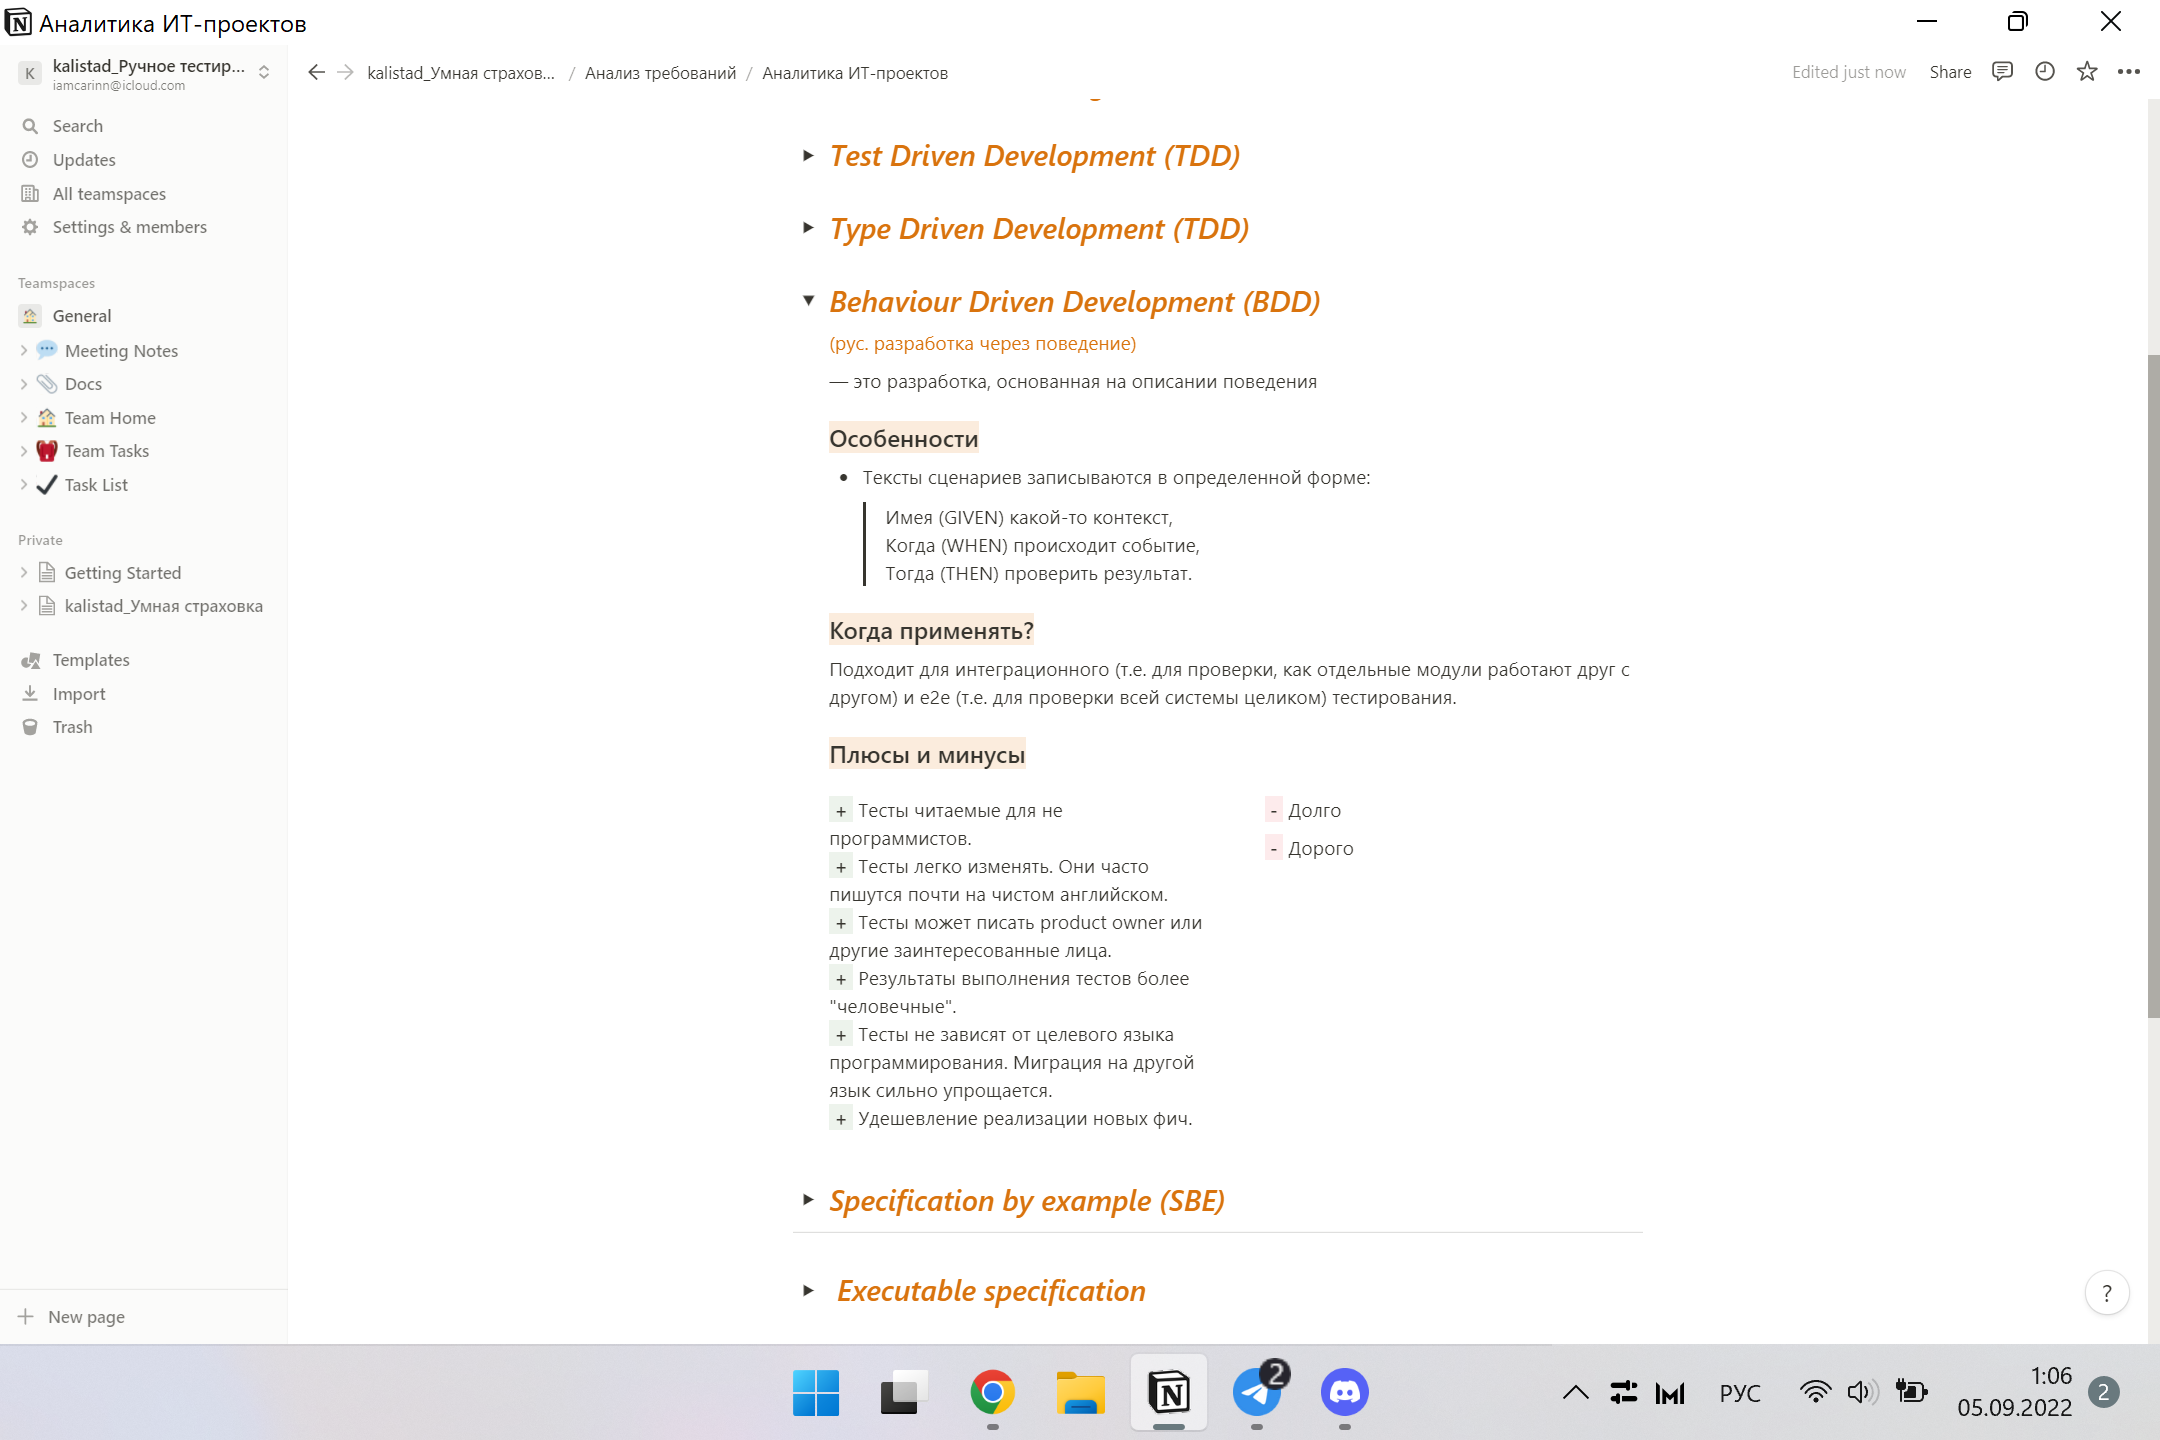 Аналитика ИТ-проектов
K
kalistad_Ручное тестир...
iamcarinn@icloud.com
Search
Updates
All teamspaces
Settings & members
Teamspaces
General
Meeting Notes
Docs
Team Home
Team Tasks
Task List
Private
Getting Started
kalistad_Умная страховка
Templates
Import
Trash
New page
kalistad_Умная страхов... / Анализ требований / Аналитика ИТ-проектов
Edited just now
Share
Test Driven Development (TDD)
Type Driven Development (TDD)
Behaviour Driven Development (BDD)
(рус. разработка через поведение)
— это разработка, основанная на описании поведения
Особенности
• Тексты сценариев записываются в определенной форме:
Имея (GIVEN) какой-то контекст,
Когда (WHEN) происходит событие,
Тогда (THEN) проверить результат.
Когда применять?
Подходит для интеграционного (т.е. для проверки, как отдельные модули работают друг с
другом) и e2e (т.е. для проверки всей системы целиком) тестирования.
Плюсы и минусы
+ Тесты читаемые для не
программистов.
+ Тесты легко изменять. Они часто
пишутся почти на чистом английском.
+ Тесты может писать product owner или
другие заинтересованные лица.
+ Результаты выполнения тестов более
"человечные".
+ Тесты не зависят от целевого языка
программирования. Миграция на другой
язык сильно упрощается.
+ Удешевление реализации новых фич.
- Долго
- Дорого
Specification by example (SBE)
Executable specification
?
2
РУС
1:06
05.09.2022
2